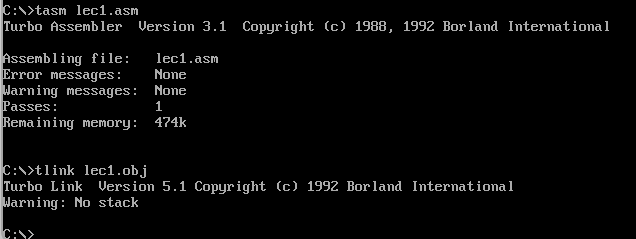 C:\>tasm lec1.asm
Turbo Assembler  Version 3.1  Copyright (c) 1988, 1992 Borland International
Assembling file:   lec1.asm
Error messages:    None
Warning messages:  None
Passes:            1
Remaining memory:  474k
C:\>tlink lec1.obj
Turbo Link  Version 5.1 Copyright (c) 1992 Borland International
Warning: No stack
C:\>